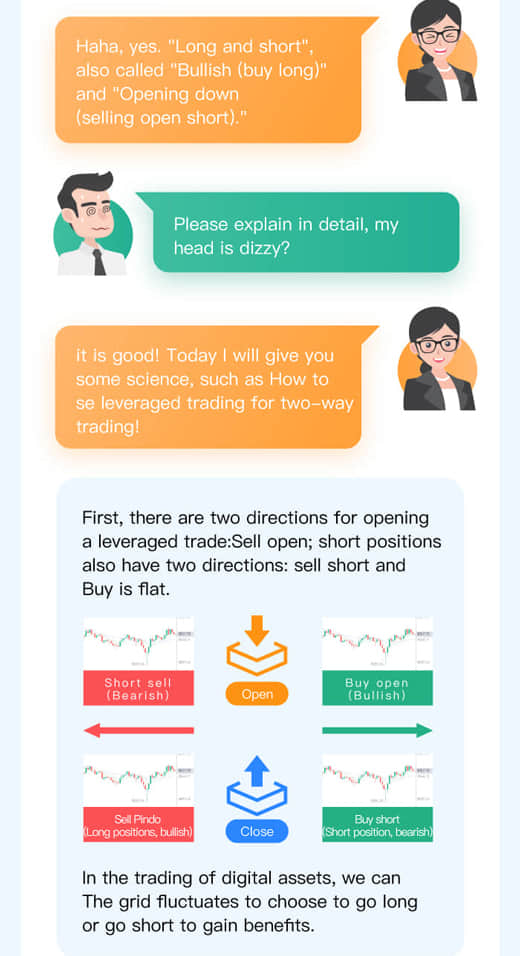 Haha, yes. "Long and short",
also called "Bullish (buy long)"
and "Opening down
(selling open short)."
Please explain in detail, my
head is dizzy?
it is good! Today I will give you
some science, such as How to
se leveraged trading for two-way
trading!
First, there are two directions for opening
a leveraged trade:Sell open; short positions
also have two directions: sell short and
Buy is flat.
Short sell
(Bearish)
Open
Buy open
(Bullish)
Sell Pindo
(Long positions, bullish)
Close
Buy short
(Short position, bearish)
In the trading of digital assets, we can
The grid fluctuates to choose to go long
or go short to gain benefits.